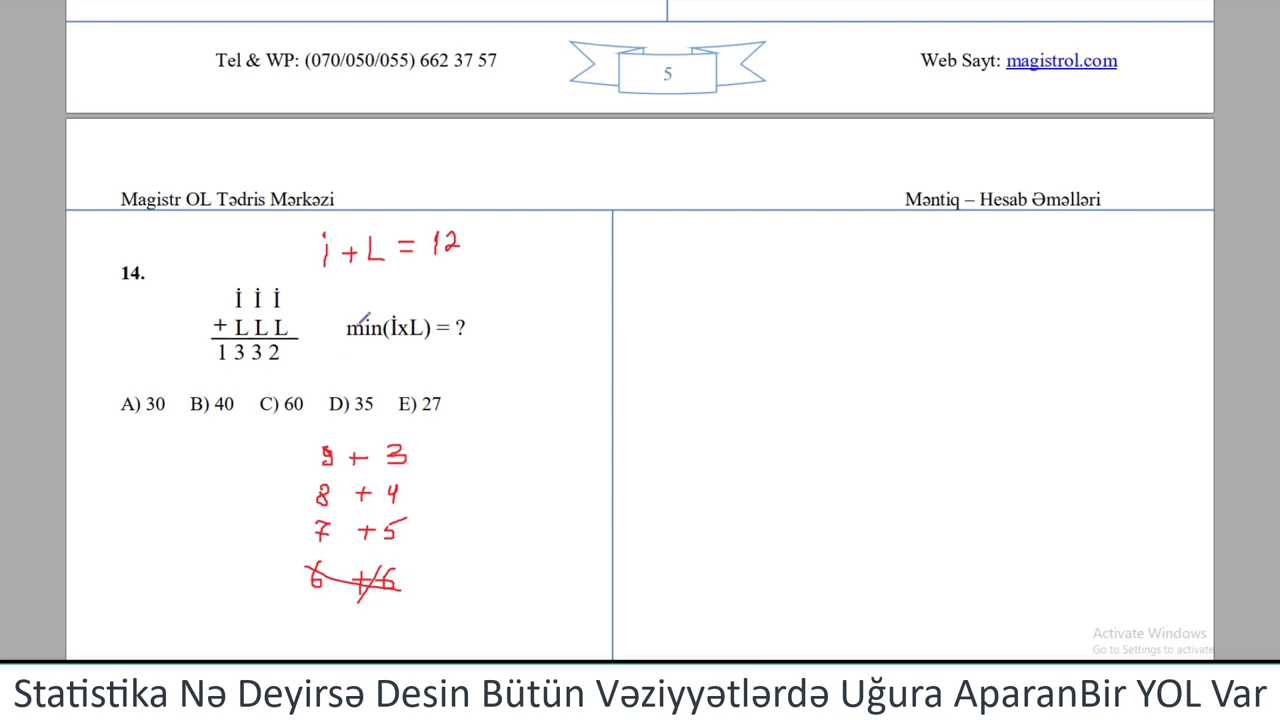 Tel & WP: (070/050/055) 662 37 57
5
Web Sayt: magistrol.com
Magistr OL Tədris Mərkəzi
Məntiq – Hesab Əməlləri
İ + L = 12
14.
İ İ İ
+ L L L
min(İxL) = ?
1 3 3 2
A) 30 B) 40 C) 60 D) 35 E) 27
9 + 3
8 + 4
7 + 5
6 + 6
Activate Windows
Go to Settings to activate
Statistika Nə Deyirsə Desin Bütün Vəziyyətlərdə Uğura AparanBir YOL Var